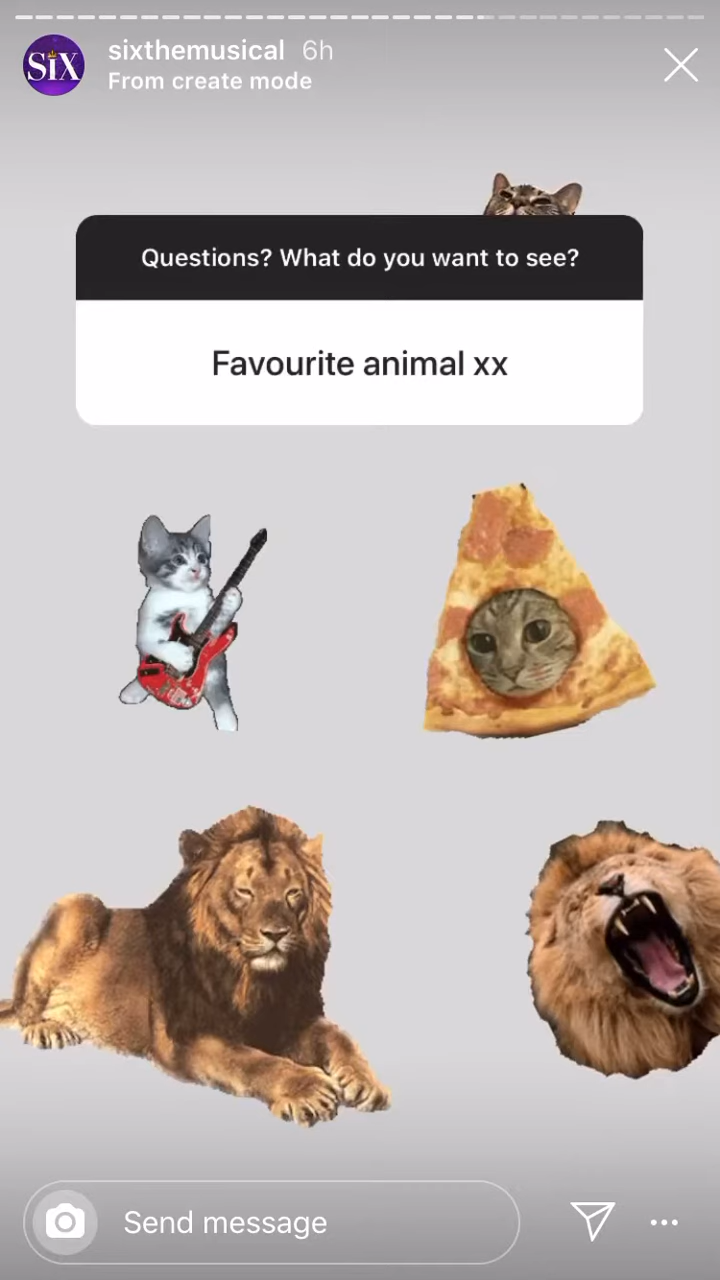 SIX
sixthemusical 6h
From create mode
Questions? What do you want to see?
Favourite animal xx
Send message